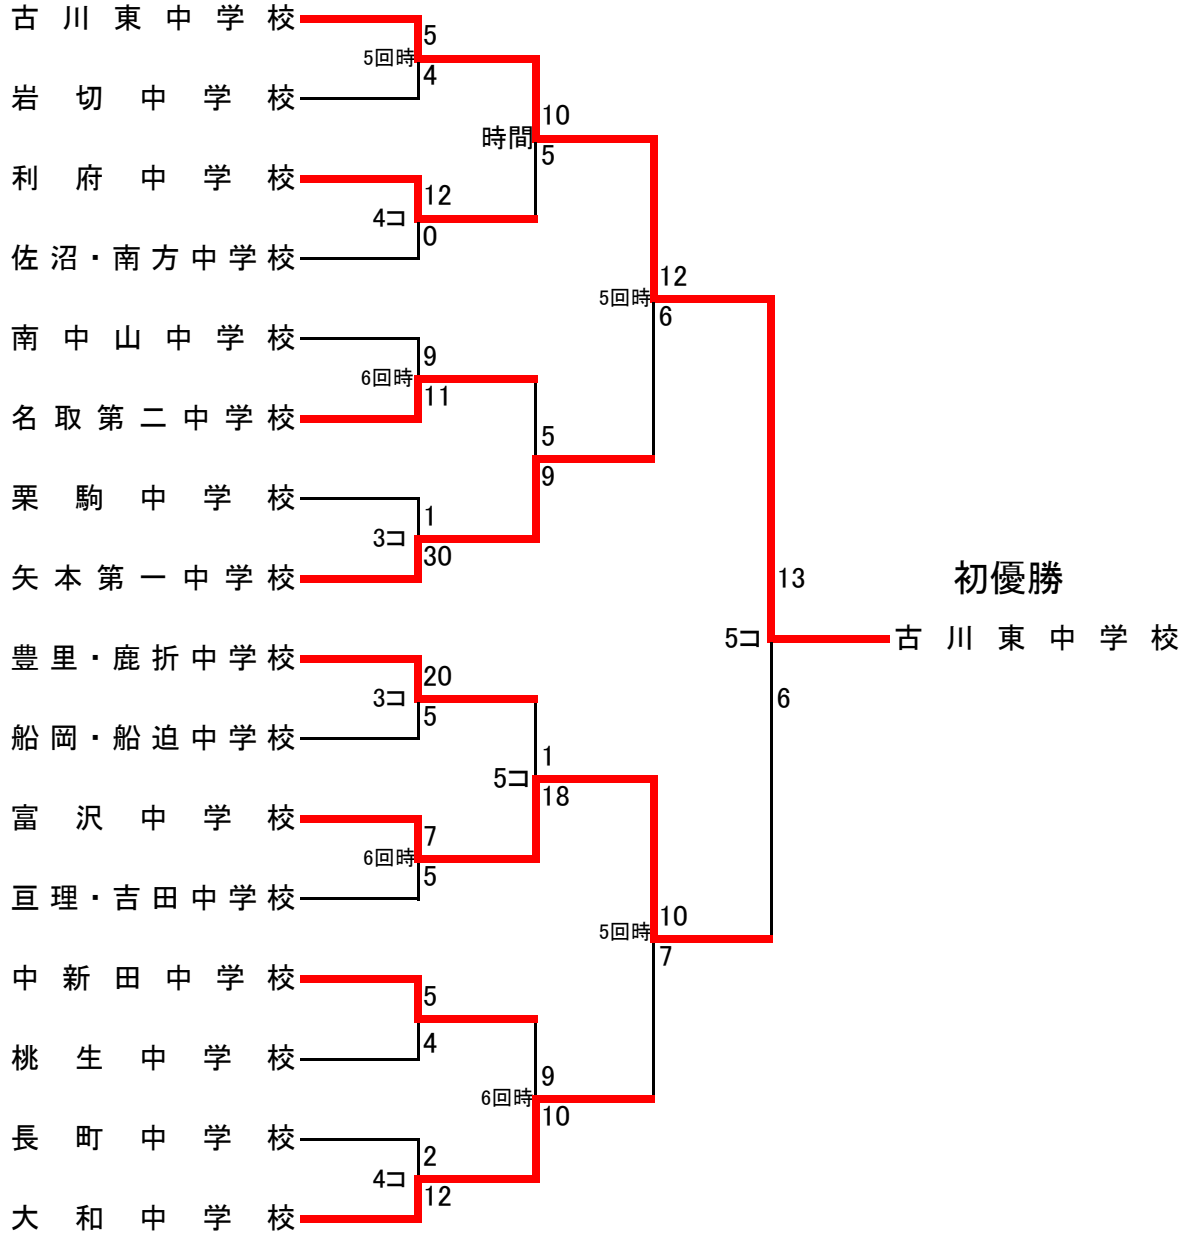 古川東中学校
5
5回時
4
岩切中学校
10
時間
5
利府中学校
12
4コ
0
佐沼・南方中学校
12
5回時
6
南中山中学校
9
6回時
11
名取第二中学校
5
9
栗駒中学校
1
3コ
30
矢本第一中学校
13
初優勝
5コ
古川東中学校
6
豊里・鹿折中学校
20
3コ
5
船岡・船迫中学校
1
5コ
18
富沢中学校
7
6回時
5
亘理・吉田中学校
10
5回時
7
中新田中学校
5
4
桃生中学校
9
6回時
10
長町中学校
2
4コ
12
大和中学校